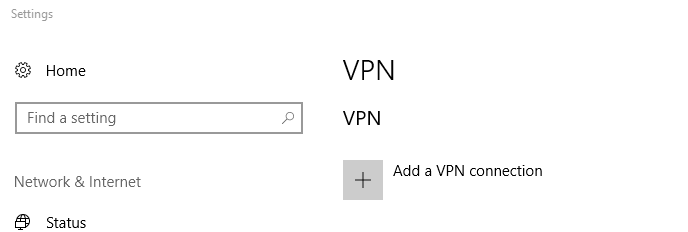 Settings
Home
VPN
Find a setting
VPN
Add a VPN connection
Network & Internet
Status